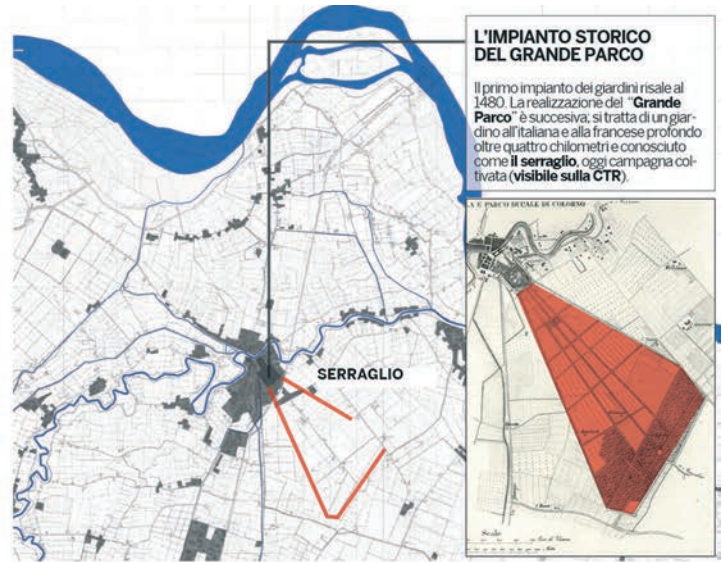 L'IMPIANTO STORICO
DEL GRANDE PARCO
Il primo impianto dei giardini risale al
1480. La realizzazione del "Grande
Parco" è succesiva; si tratta di un giar-
dino all'italiana e alla francese profondo
oltre quattro chilometri e conosciuto
come il serraglio, oggi campagna col-
tivata (visibile sulla CTR).
A E PARCO DUCALE DI COLORNO
SERRAGLIO
Scale